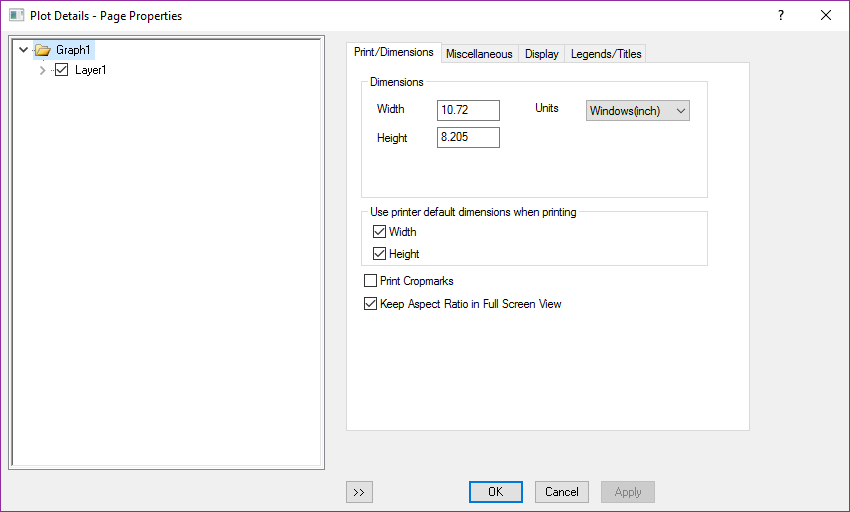 Plot Details - Page Properties
?
Graph1
Layer1
Print/Dimensions Miscellaneous Display Legends/Titles
Dimensions
Width 10.72 Units Windows(inch)
Height 8.205
Use printer default dimensions when printing
Width
Height
Print Cropmarks
Keep Aspect Ratio in Full Screen View
>> OK Cancel Apply